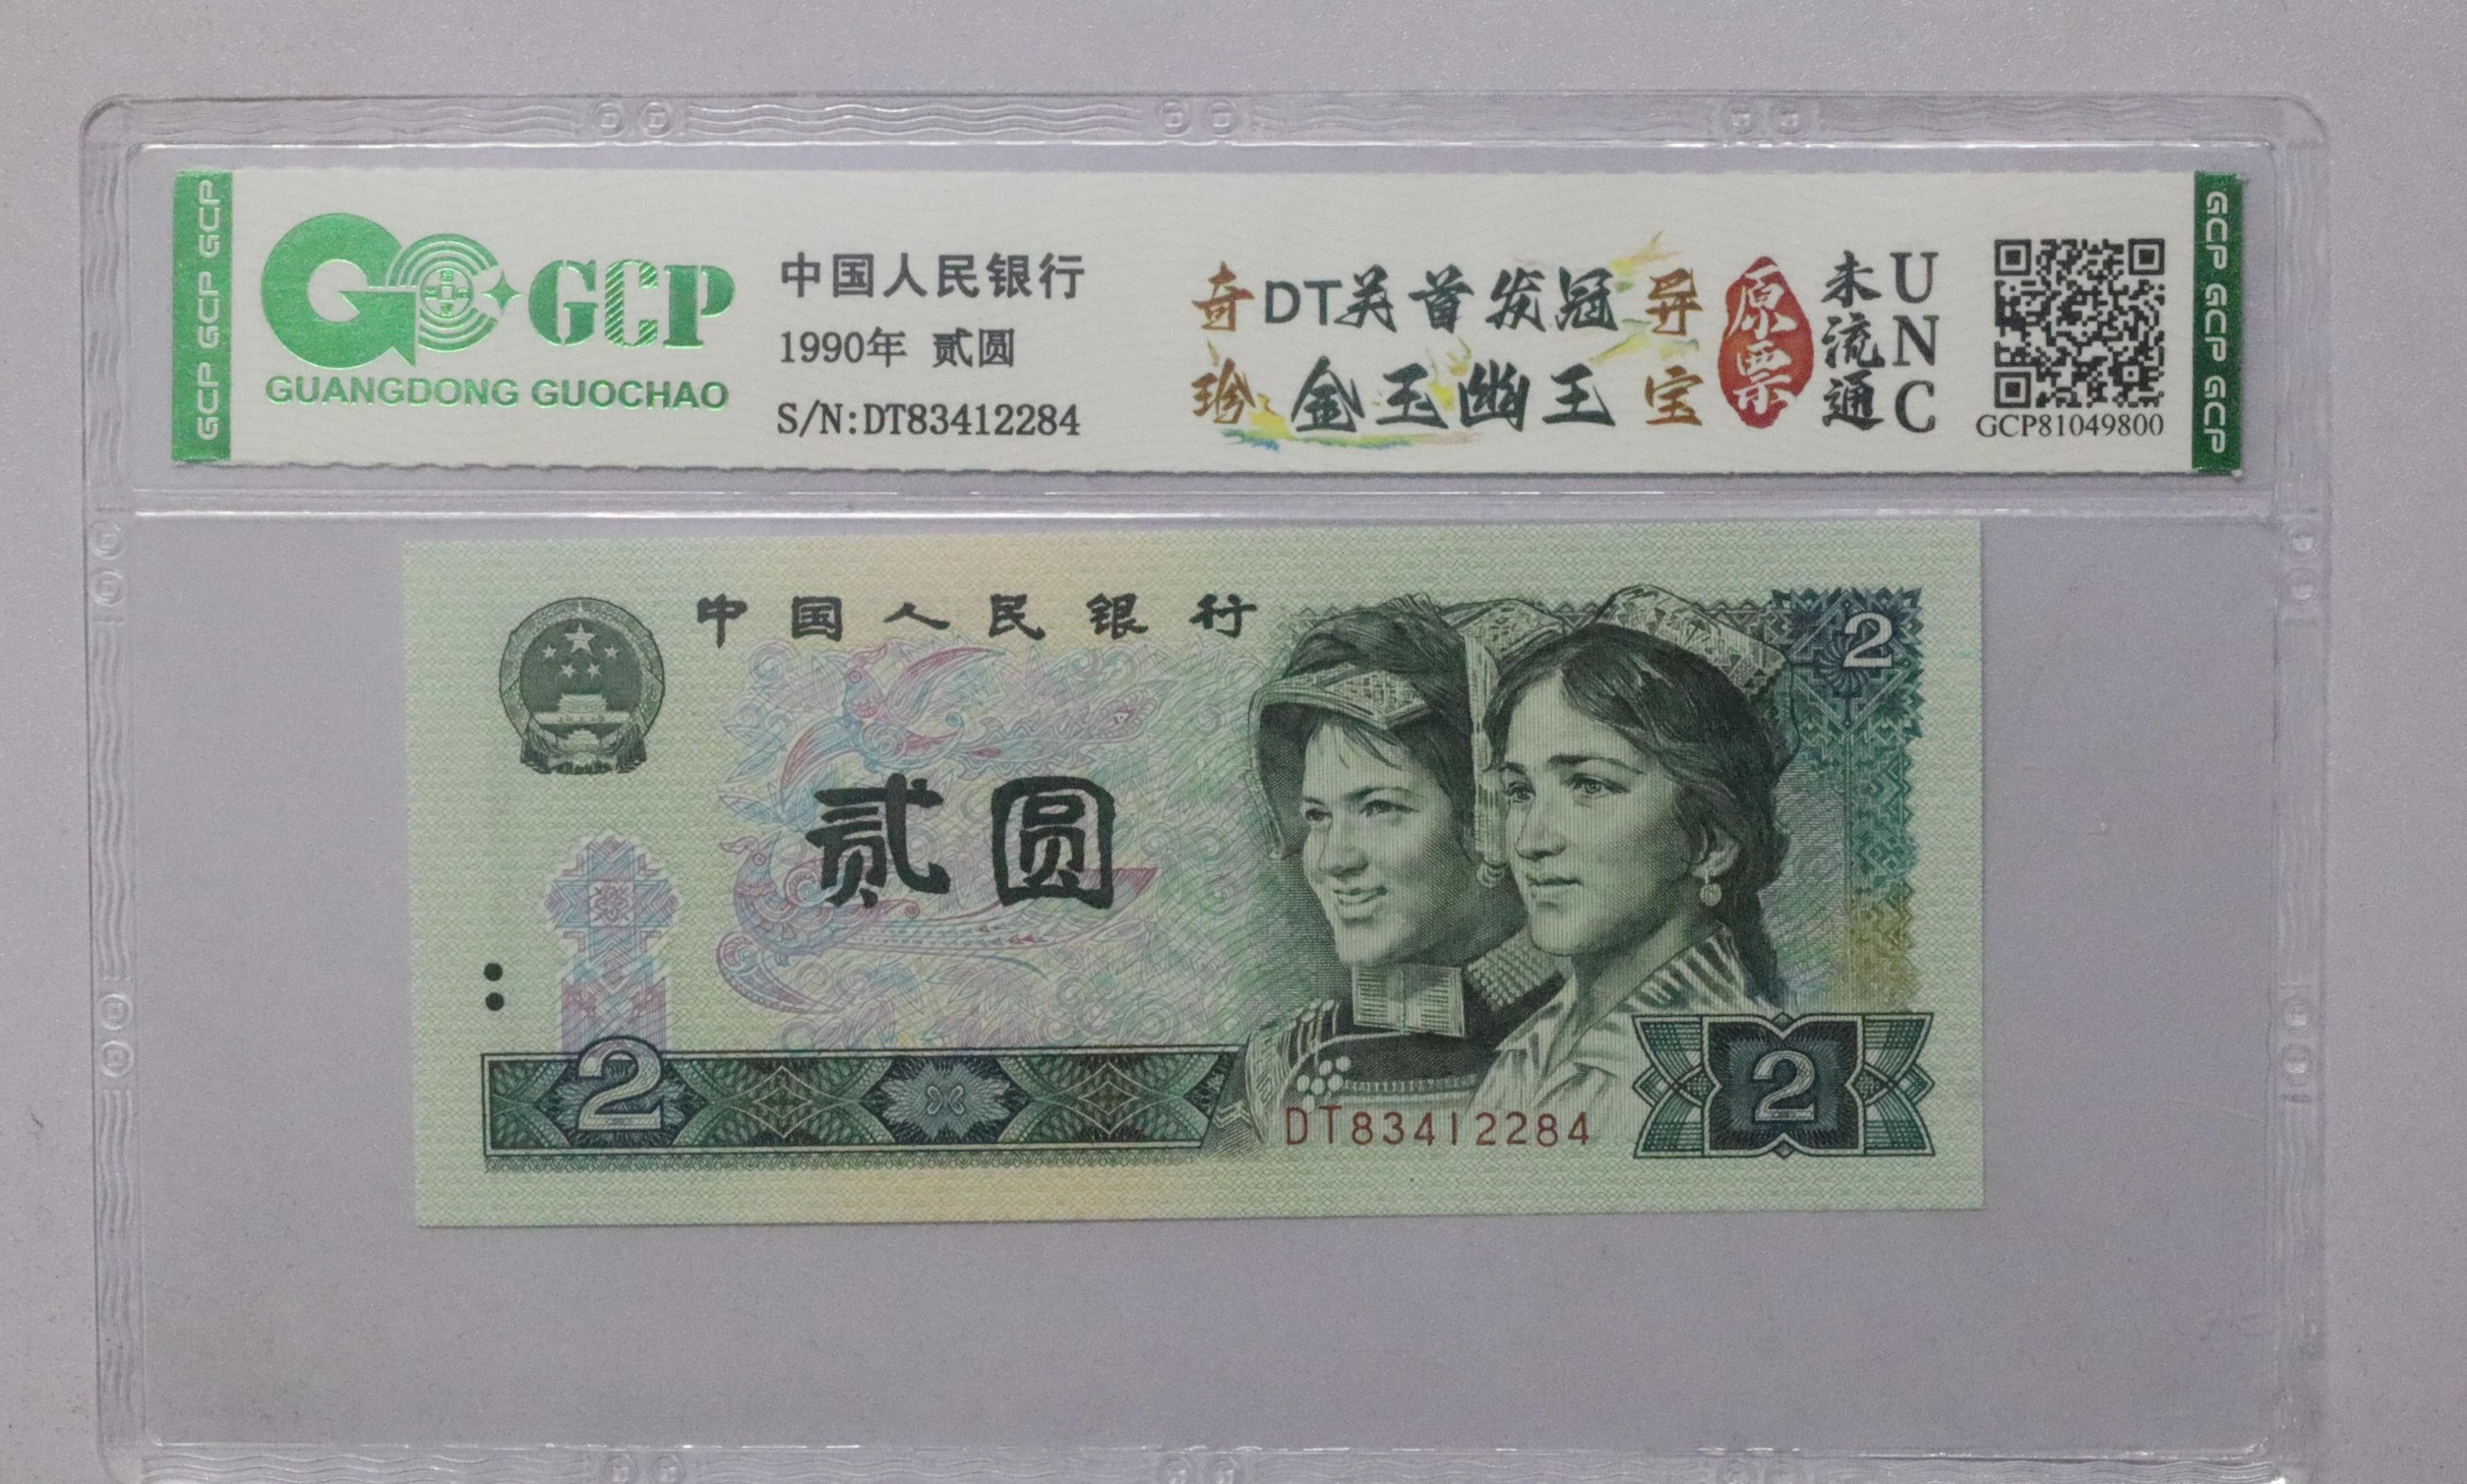 GCP GCP GCP
GCP
GUANGDONG GUOCHAO
中国人民银行
1990年 贰圆
S/N:DT83412284
奇珍
DT关首发冠
金玉幽王
异宝
原票
未流通
UNC
GCP81049800
GCP GCP GCP
中国人民银行
2
贰圆
2
DT83412284
2